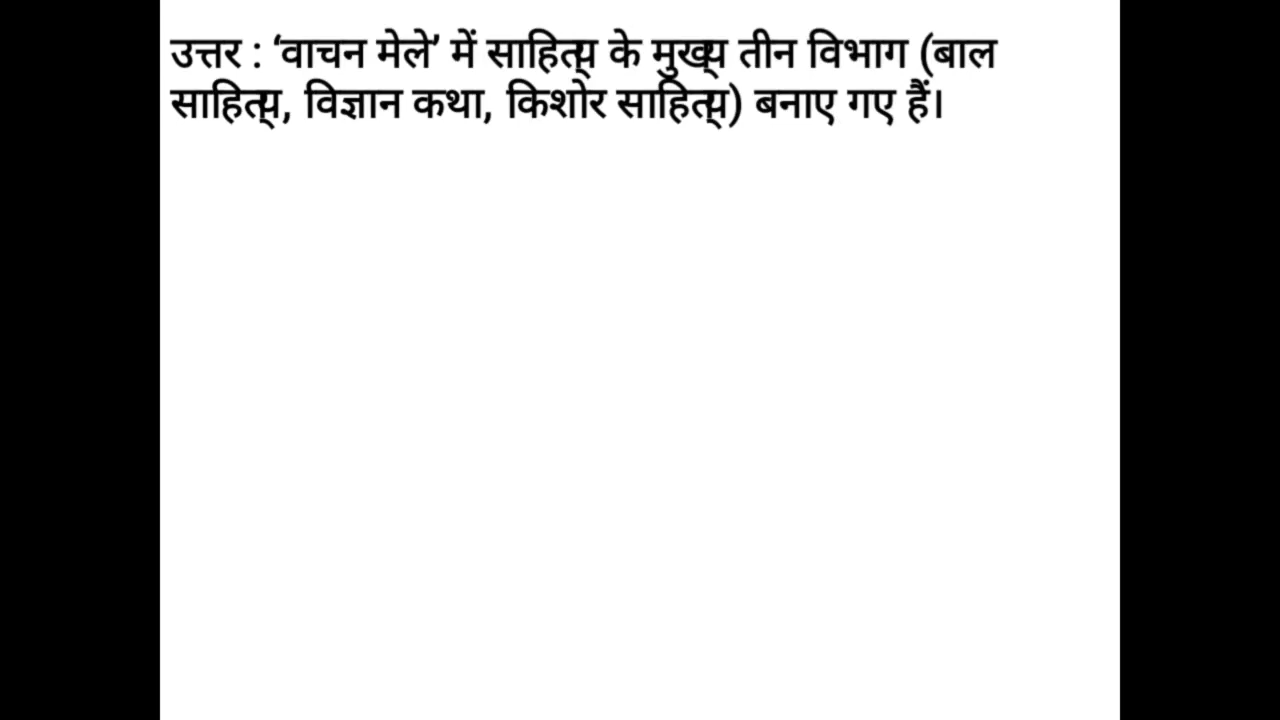 उत्तर : ‘वाचन मेले’ में साहित्य के मुख्य तीन विभाग (बाल
साहित्य, विज्ञान कथा, किशोर साहित्य) बनाए गए हैं।